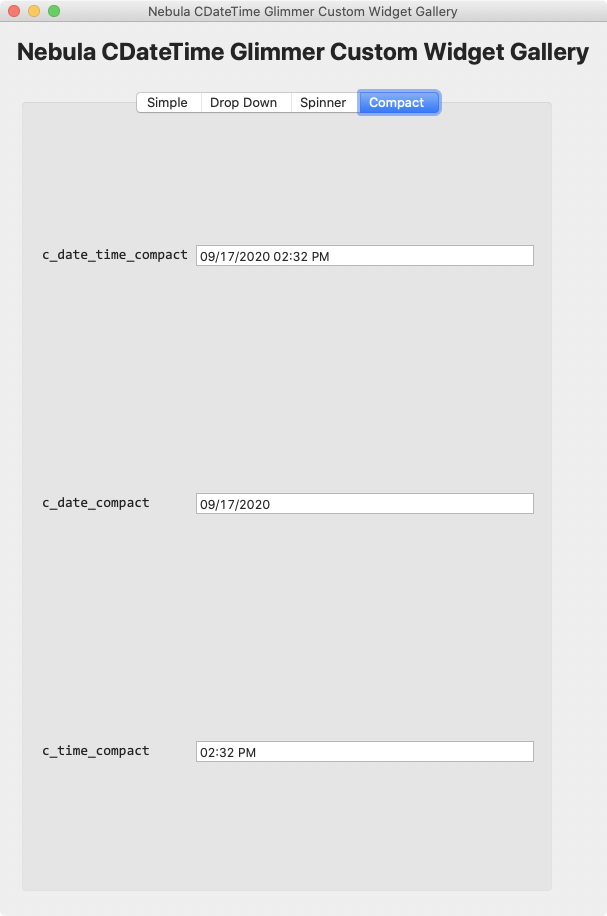 Nebula CDateTime Glimmer Custom Widget Gallery
Nebula CDateTime Glimmer Custom Widget Gallery
Simple Drop Down Spinner Compact
c_date_time_compact 09/17/2020 02:32 PM
c_date_compact 09/17/2020
c_time_compact 02:32 PM